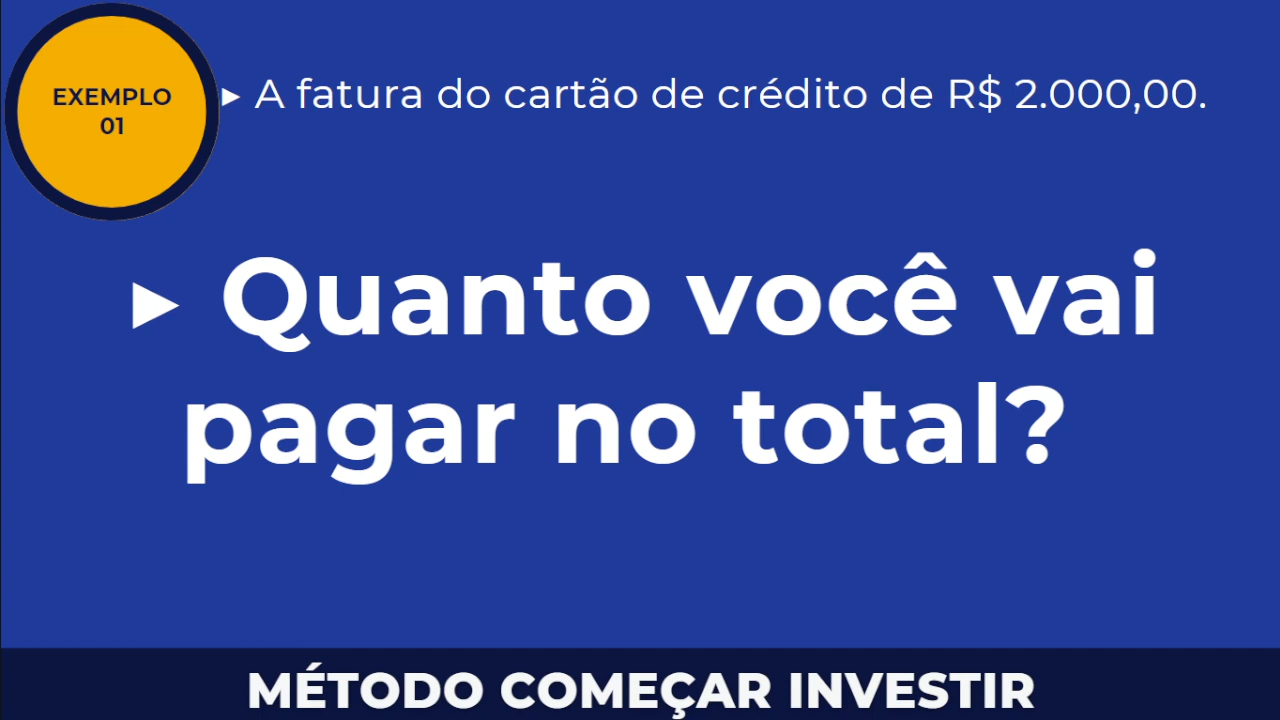 EXEMPLO
01
▸ A fatura do cartão de crédito de R$ 2.000,00.
▸ Quanto você vai
pagar no total?
MÉTODO COMEÇAR INVESTIR